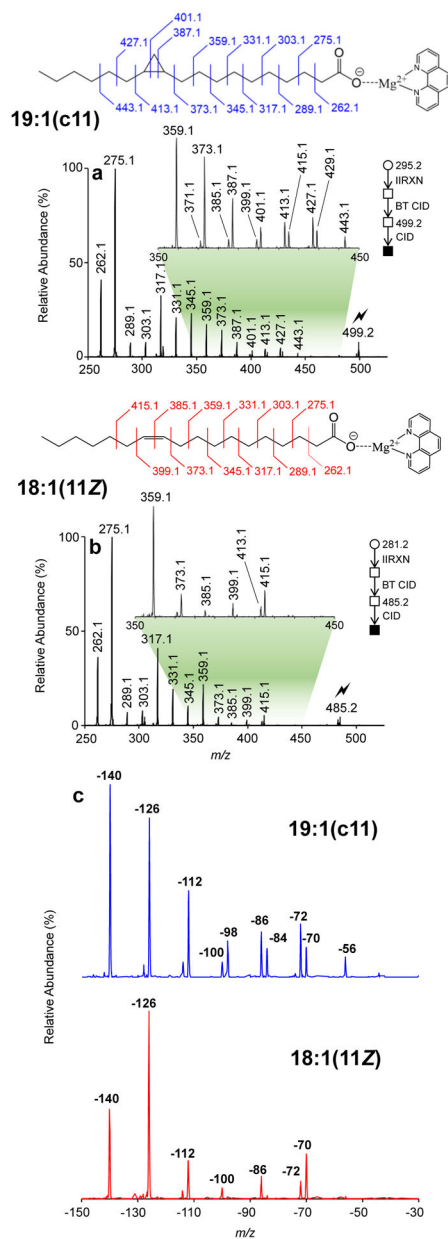 401.1
427.1 387.1 359.1 331.1 303.1 275.1
O
O
⊖
Mg2+
N
N
443.1 413.1 373.1 345.1 317.1 289.1 262.1
19:1(c11)
a
Relative Abundance (%)
100
50
0
275.1
262.1
289.1
303.1
317.1
331.1
345.1
359.1
373.1
387.1
401.1
413.1
427.1
443.1
499.2
359.1
371.1
373.1
385.1
387.1
399.1
401.1
413.1
415.1
427.1
429.1
443.1
350 450
250 300 350 400 450 500
295.2
IIRXN
BT CID
499.2
CID
415.1 385.1 359.1 331.1 303.1 275.1
O
O
⊖
Mg2+
N
N
399.1 373.1 345.1 317.1 289.1 262.1
18:1(11Z)
b
Relative Abundance (%)
100
50
0
275.1
262.1
289.1
303.1
317.1
331.1
345.1
359.1
373.1
385.1
399.1
415.1
485.2
359.1
373.1
385.1
399.1
413.1
415.1
350 450
250 300 350 400 450 500
m/z
281.2
IIRXN
BT CID
485.2
CID
c
Relative Abundance (%)
19:1(c11)
-140
-126
-112
-100
-98
-86
-84
-72
-70
-56
18:1(11Z)
-140
-126
-112
-100
-86
-72
-70
-150 -130 -110 -90 -70 -50 -30
m/z